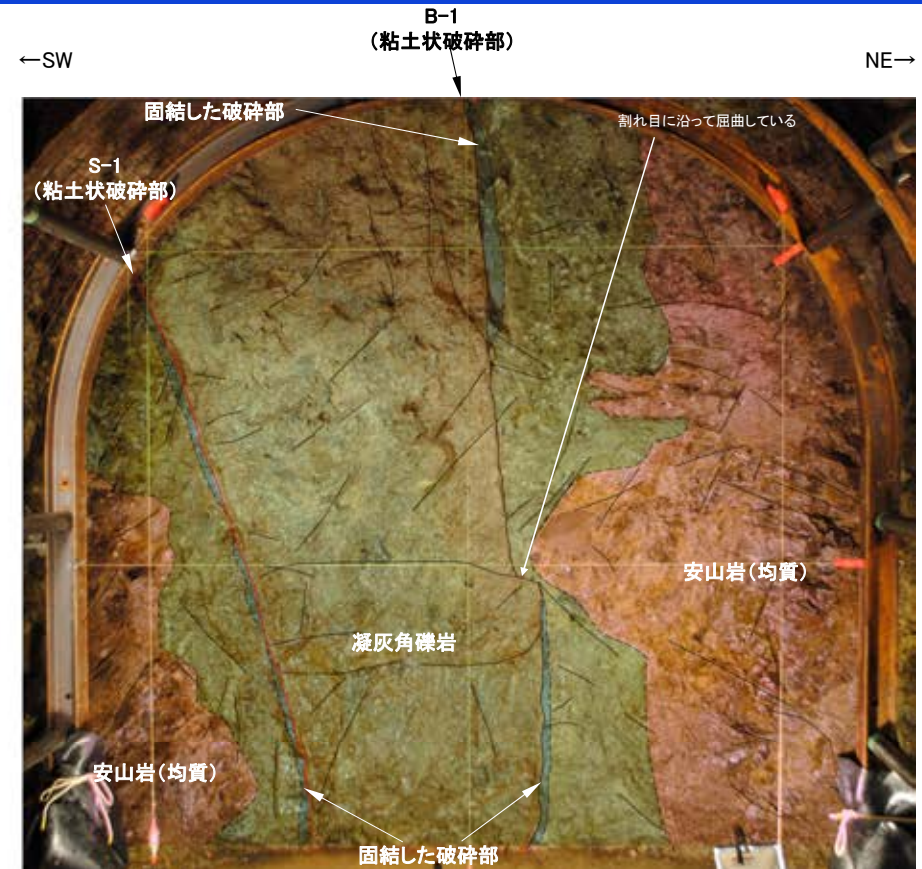 B-1
(粘土状破砕部)
←SW
NE→
固結した破砕部
割れ目に沿って屈曲している
S-1
(粘土状破砕部)
安山岩(均質)
凝灰角礫岩
安山岩(均質)
固結した破砕部